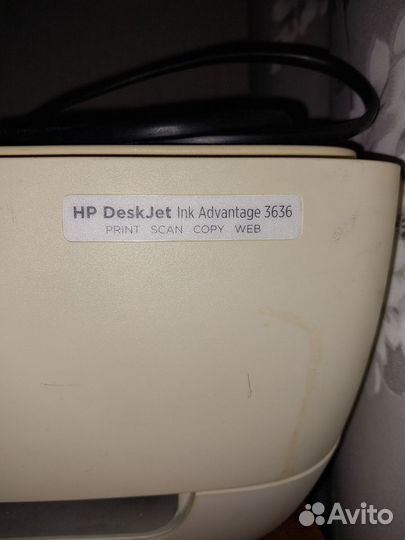 HP DeskJet Ink Advantage 3636
PRINT SCAN COPY WEB
Avito